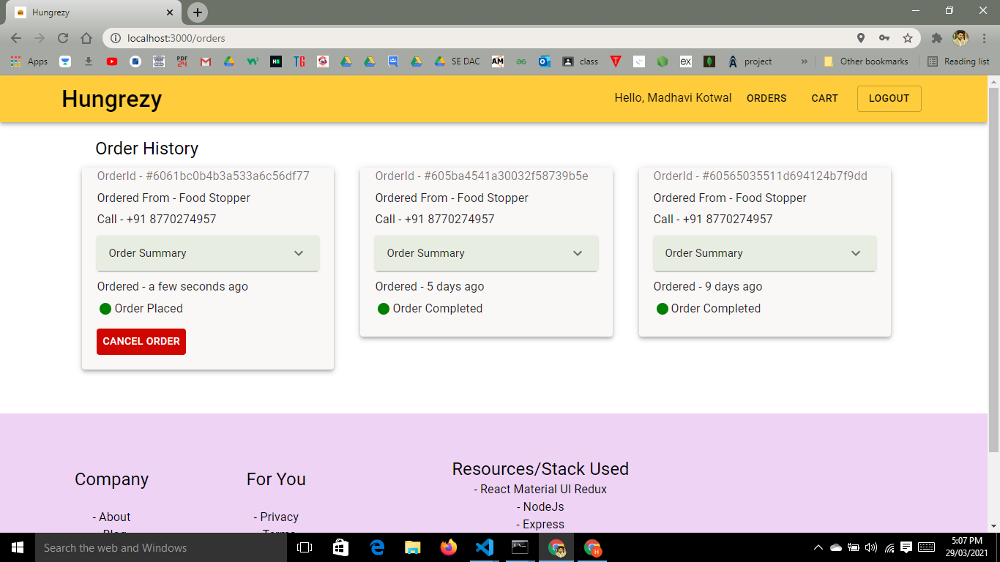 Hungrezy
localhost:3000/orders
Apps
PDF 24
TG
SE DAC
AM
class
ex
project
»
Other bookmarks
Reading list
Hungrezy
Hello, Madhavi Kotwal
ORDERS
CART
LOGOUT
Order History
OrderId - #6061bc0b4b3a533a6c56df77
Ordered From - Food Stopper
Call - +91 8770274957
Order Summary
Ordered - a few seconds ago
Order Placed
CANCEL ORDER
OrderId - #605ba4541a30032f58739b5e
Ordered From - Food Stopper
Call - +91 8770274957
Order Summary
Ordered - 5 days ago
Order Completed
OrderId - #60565035511d694124b7f9dd
Ordered From - Food Stopper
Call - +91 8770274957
Order Summary
Ordered - 9 days ago
Order Completed
Company
- About
For You
- Privacy
Resources/Stack Used
- React Material UI Redux
- NodeJs
- Express
Search the web and Windows
5:07 PM
29/03/2021